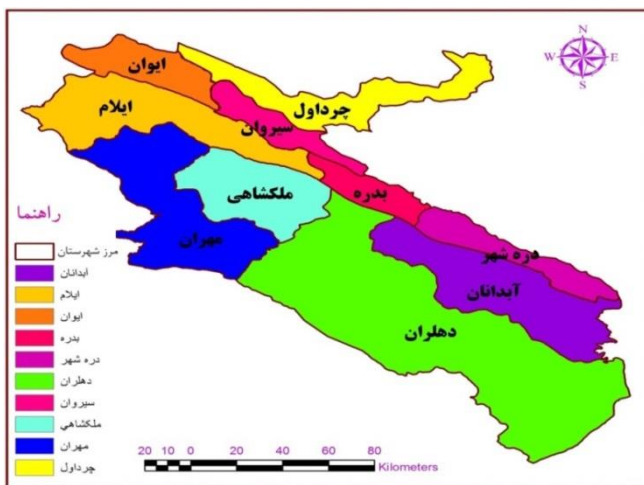 N
W E
S
ایوان
چرداول
ایلام
سیروان
بدره
ملکشاهی
مهران
دره شهر
آبدانان
دهلران
راهنما
مرز شهرستان
آبدانان
ایلام
ایوان
بدره
دره شهر
دهلران
سیروان
ملکشاهی
مهران
چرداول
20 10 0 20 40 60 80
Kilometers